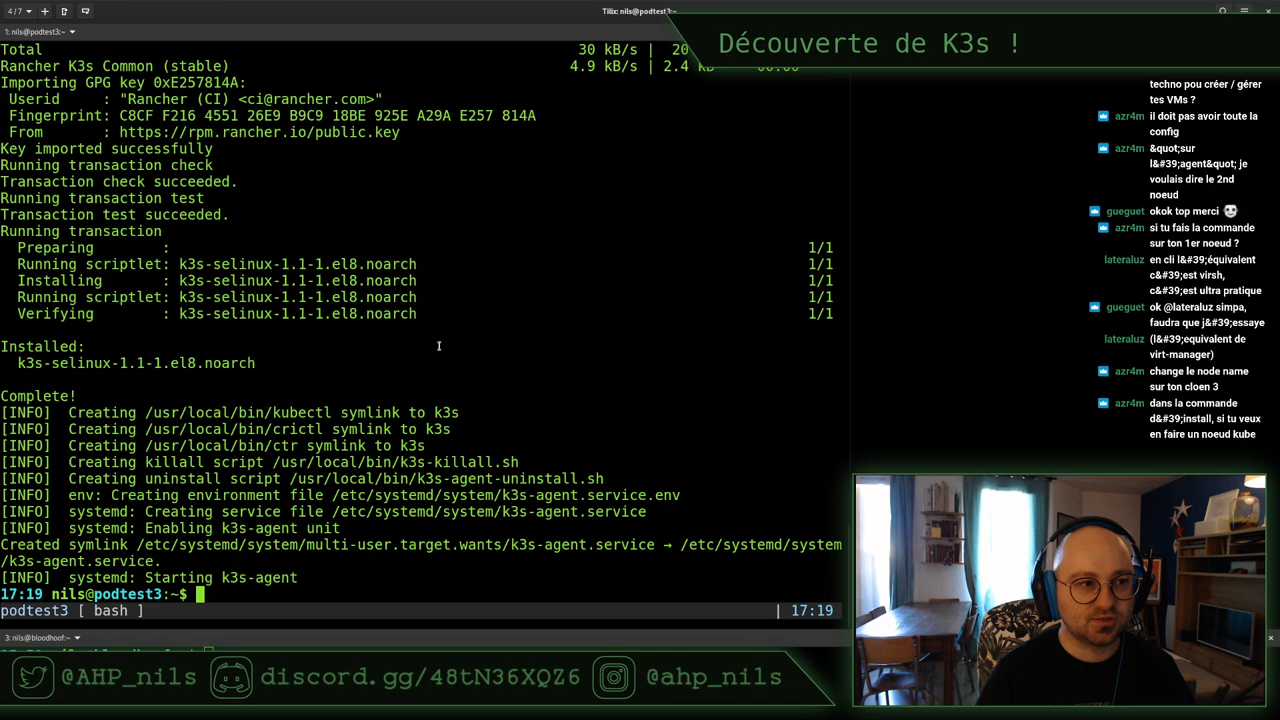 4 / 7
Tilix: nils@podtest3:~
1: nils@podtest3:~
Découverte de K3s !
Total 30 kB/s | 20
Rancher K3s Common (stable) 4.9 kB/s | 2.4 kB
Importing GPG key 0xE257814A:
Userid : "Rancher (CI) <ci@rancher.com>"
Fingerprint: C8CF F216 4551 26E9 B9C9 18BE 925E A29A E257 814A
From : https://rpm.rancher.io/public.key
Key imported successfully
Running transaction check
Transaction check succeeded.
Running transaction test
Transaction test succeeded.
Running transaction
Preparing : 1/1
Running scriptlet: k3s-selinux-1.1-1.el8.noarch 1/1
Installing : k3s-selinux-1.1-1.el8.noarch 1/1
Running scriptlet: k3s-selinux-1.1-1.el8.noarch 1/1
Verifying : k3s-selinux-1.1-1.el8.noarch 1/1
Installed:
k3s-selinux-1.1-1.el8.noarch
Complete!
[INFO] Creating /usr/local/bin/kubectl symlink to k3s
[INFO] Creating /usr/local/bin/crictl symlink to k3s
[INFO] Creating /usr/local/bin/ctr symlink to k3s
[INFO] Creating killall script /usr/local/bin/k3s-killall.sh
[INFO] Creating uninstall script /usr/local/bin/k3s-agent-uninstall.sh
[INFO] env: Creating environment file /etc/systemd/system/k3s-agent.service.env
[INFO] systemd: Creating service file /etc/systemd/system/k3s-agent.service
[INFO] systemd: Enabling k3s-agent unit
Created symlink /etc/systemd/system/multi-user.target.wants/k3s-agent.service → /etc/systemd/system
/k3s-agent.service.
[INFO] systemd: Starting k3s-agent
17:19 nils@podtest3:~$
podtest3 [ bash ] | 17:19
3: nils@bloodhoof:~
techno pou créer / gérer
tes VMs ?
azr4m il doit pas avoir toute la
config
azr4m &quot;sur
l&#39;agent&quot; je
voulais dire le 2nd
noeud
gueguet okok top merci
azr4m si tu fais la commande
sur ton 1er noeud ?
lateraluz en cli l&#39;équivalent
c&#39;est virsh,
c&#39;est ultra pratique
gueguet ok @lateraluz simpa,
faudra que j&#39;essaye
lateraluz (l&#39;equivalent de
virt-manager)
azr4m change le node name
sur ton cloen 3
azr4m dans la commande
d&#39;install, si tu veux
en faire un noeud kube
@AHP_nils discord.gg/48tN36XQZ6 @ahp_nils